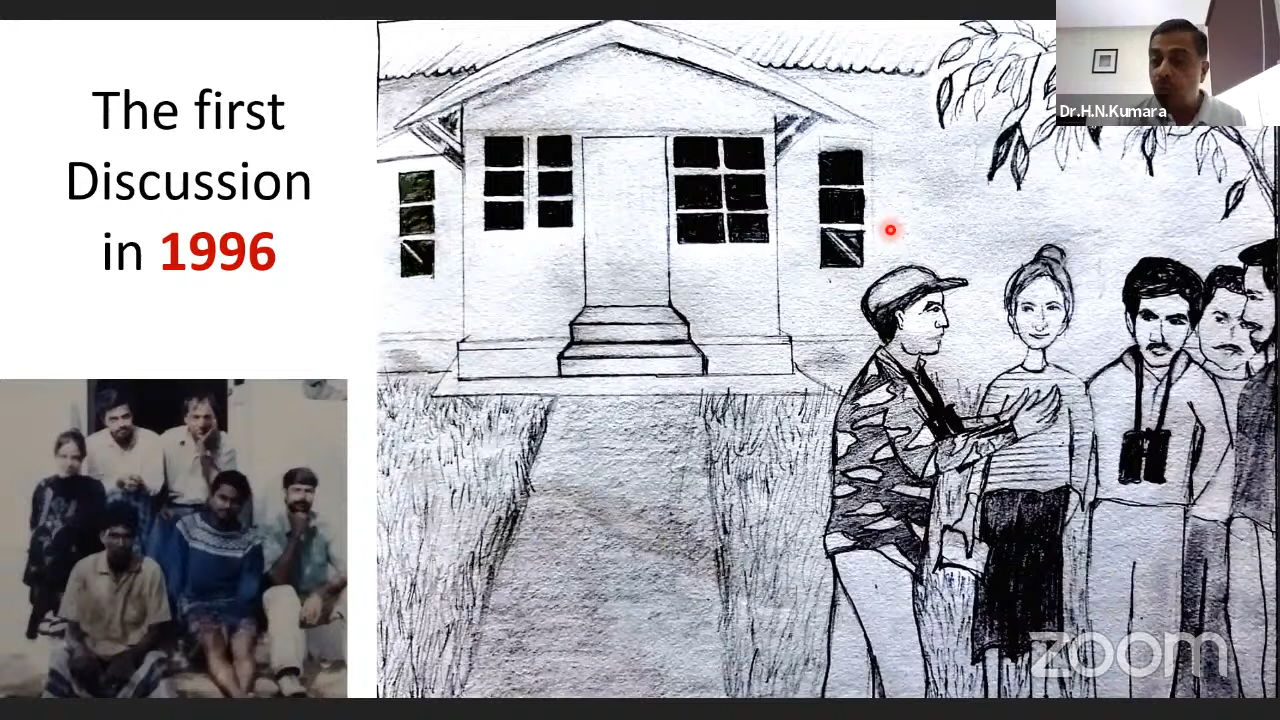 The first
Discussion
in 1996
Dr.H.N.Kumara
zoom